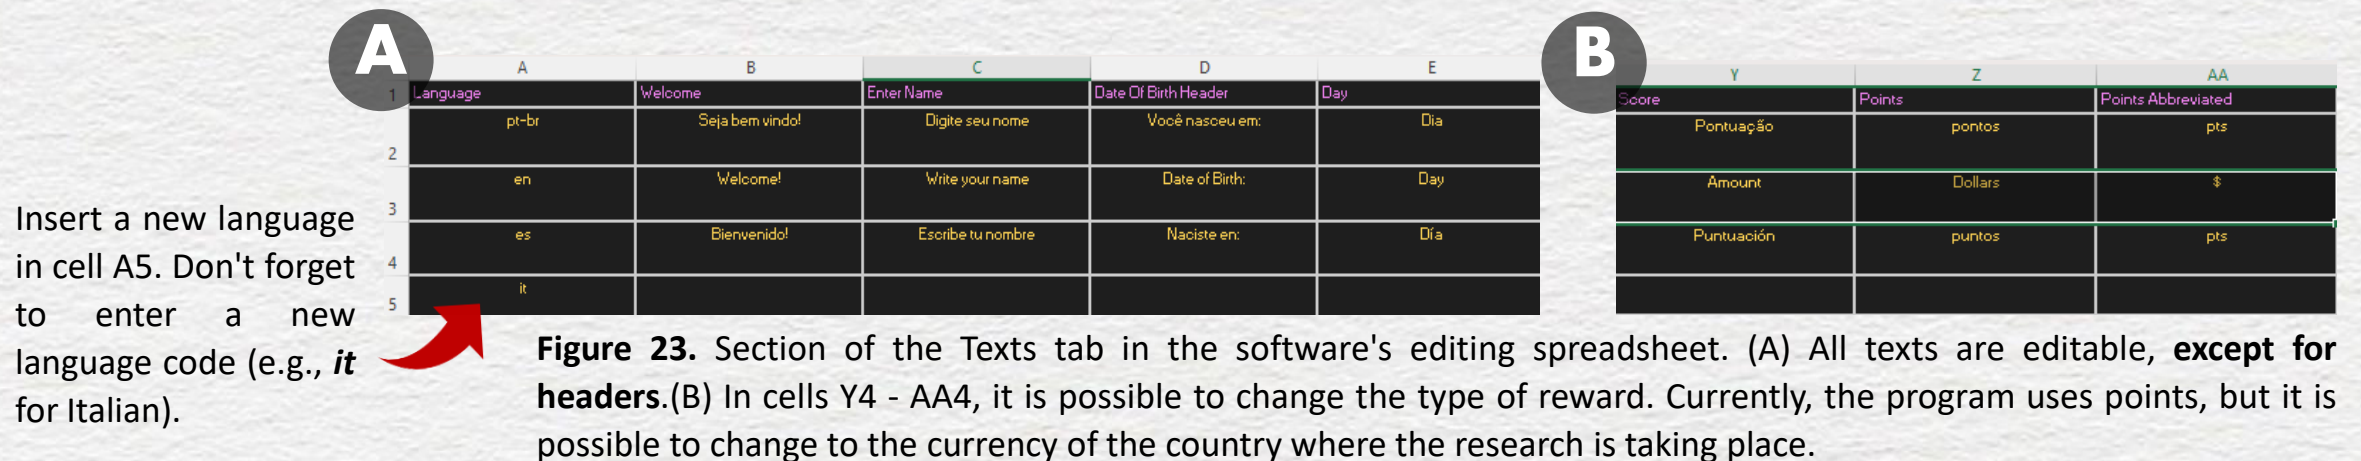 A
B
A B C D E
Y Z AA
1 Language Welcome Enter Name Date Of Birth Header Day
Score Points Points Abbreviated
2 pt-br Seja bem vindo! Digite seu nome Você nasceu em: Dia
Pontuação pontos pts
3 en Welcome! Write your name Date of Birth: Day
Amount Dollars $
4 es Bienvenido! Escribe tu nombre Naciste en: Día
Puntuación puntos pts
5 it
Insert a new language
in cell A5. Don't forget
to enter a new
language code (e.g., it
for Italian).
Figure 23. Section of the Texts tab in the software's editing spreadsheet. (A) All texts are editable, except for
headers.(B) In cells Y4 - AA4, it is possible to change the type of reward. Currently, the program uses points, but it is
possible to change to the currency of the country where the research is taking place.